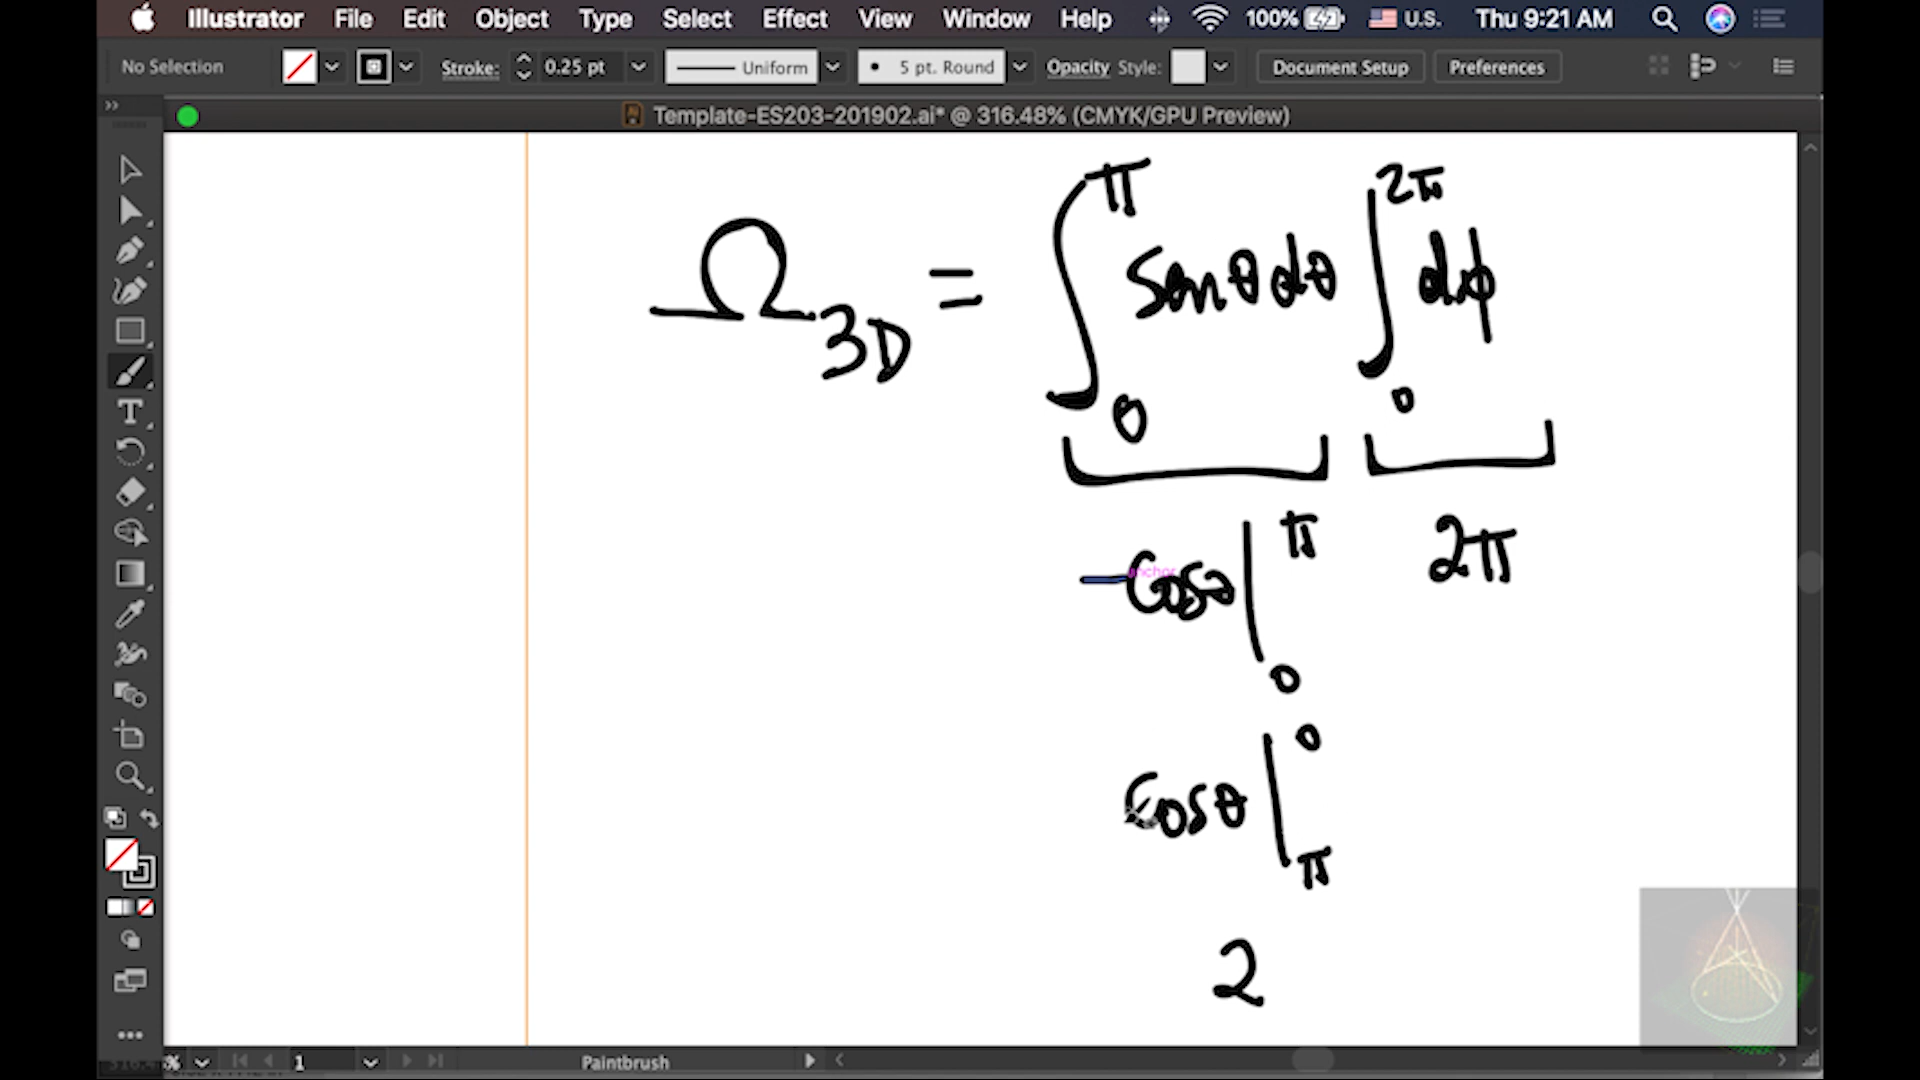 Illustrator File Edit Object Type Select Effect View Window Help 100% U.S. Thu 9:21 AM
No Selection Stroke: 0.25 pt Uniform 5 pt. Round Opacity Style: Document Setup Preferences
Template-ES203-201902.ai* @ 316.48% (CMYK/GPU Preview)
Ω3D = ∫0π Senθdθ ∫02π dϕ
-Cosθ|0π 2π
anchor
Cosθ|π0
2
1 Paintbrush